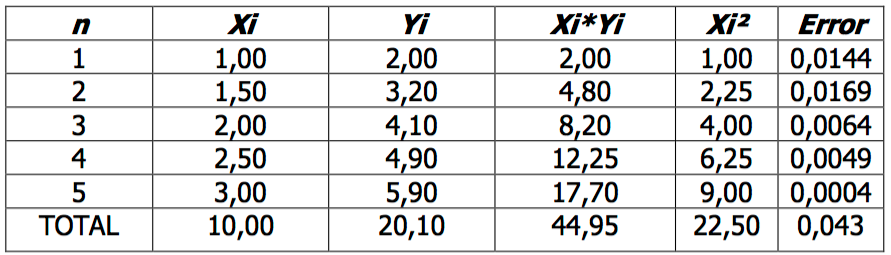 n Xi Yi Xi*Yi Xi² Error
1 1,00 2,00 2,00 1,00 0,0144
2 1,50 3,20 4,80 2,25 0,0169
3 2,00 4,10 8,20 4,00 0,0064
4 2,50 4,90 12,25 6,25 0,0049
5 3,00 5,90 17,70 9,00 0,0004
TOTAL 10,00 20,10 44,95 22,50 0,043